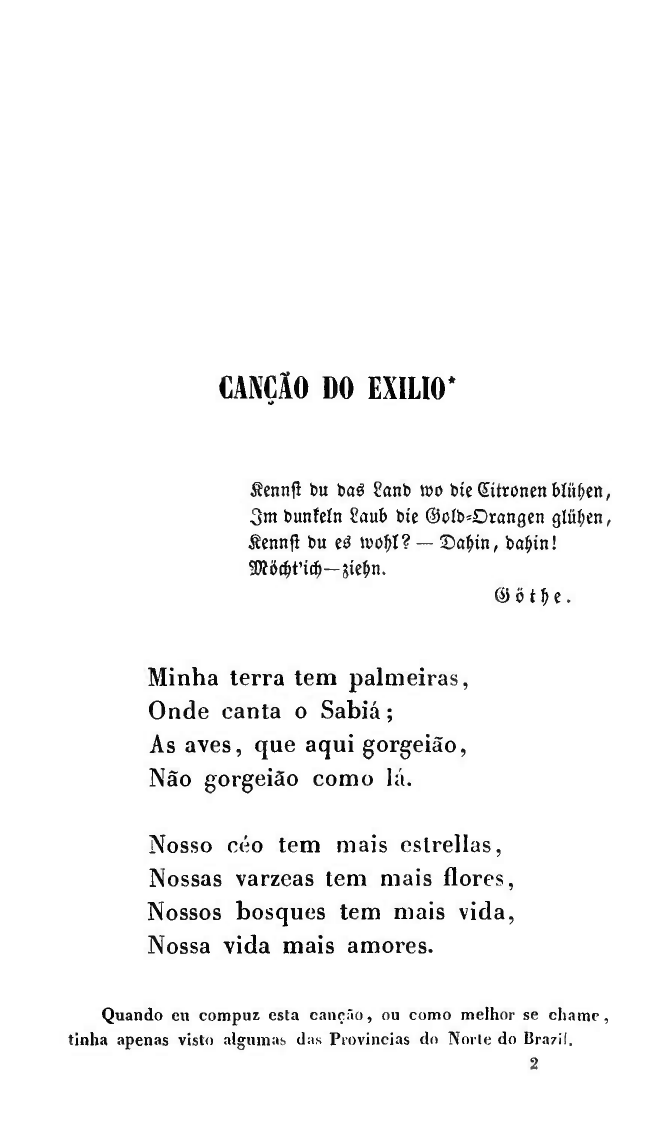 CANÇÃO DO EXILIO*
Kennst du das Land wo die Citronen blühen,
Im dunkeln Laub die Gold-Orangen glühen,
Kennst du es wohl? — Dahin, dahin!
Möcht'ich—ziehn.
Göthe.
Minha terra tem palmeiras,
Onde canta o Sabiá;
As aves, que aqui gorgeião,
Não gorgeião como lá.
Nosso céo tem mais estrellas,
Nossas varzeas tem mais flores,
Nossos bosques tem mais vida,
Nossa vida mais amores.
Quando eu compuz esta canção, ou como melhor se chame,
tinha apenas visto algumas das Provincias do Norte do Brazil.
2